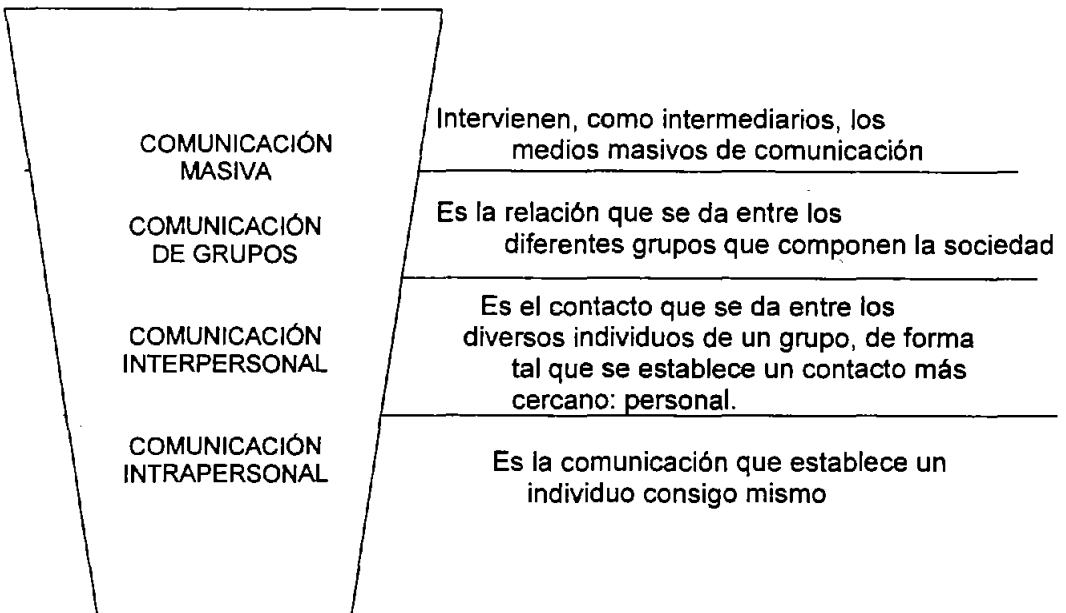 COMUNICACIÓN
MASIVA
Intervienen, como intermediarios, los
medios masivos de comunicación
COMUNICACIÓN
DE GRUPOS
Es la relación que se da entre los
diferentes grupos que componen la sociedad
COMUNICACIÓN
INTERPERSONAL
Es el contacto que se da entre los
diversos individuos de un grupo, de forma
tal que se establece un contacto más
cercano: personal.
COMUNICACIÓN
INTRAPERSONAL
Es la comunicación que establece un
individuo consigo mismo